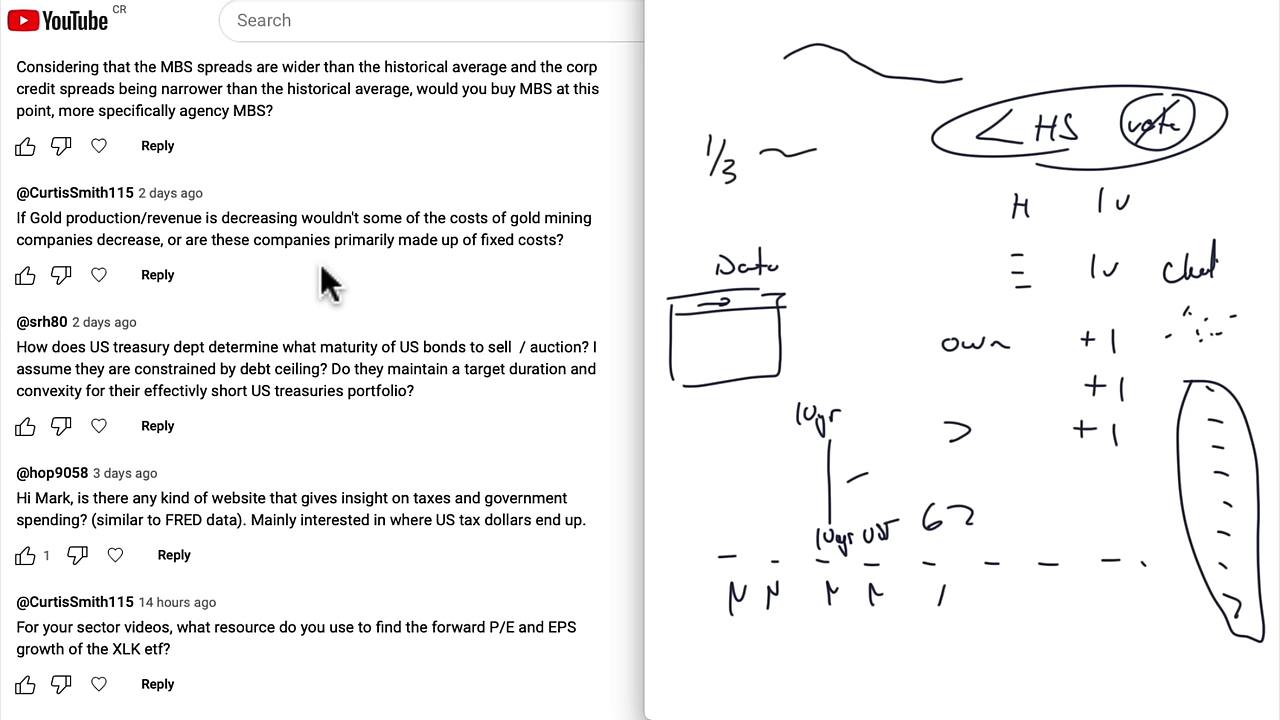 YouTube CR
Search
Considering that the MBS spreads are wider than the historical average and the corp
credit spreads being narrower than the historical average, would you buy MBS at this
point, more specifically agency MBS?
Reply
@CurtisSmith115 2 days ago
If Gold production/revenue is decreasing wouldn't some of the costs of gold mining
companies decrease, or are these companies primarily made up of fixed costs?
Reply
@srh80 2 days ago
How does US treasury dept determine what maturity of US bonds to sell / auction? I
assume they are constrained by debt ceiling? Do they maintain a target duration and
convexity for their effectivly short US treasuries portfolio?
Reply
@hop9058 3 days ago
Hi Mark, is there any kind of website that gives insight on taxes and government
spending? (similar to FRED data). Mainly interested in where US tax dollars end up.
1 Reply
@CurtisSmith115 14 hours ago
For your sector videos, what resource do you use to find the forward P/E and EPS
growth of the XLK etf?
Reply
< HS vote
1/3
H 1v
1v
Data
own +1
+1
10yr
+1
10yr UST